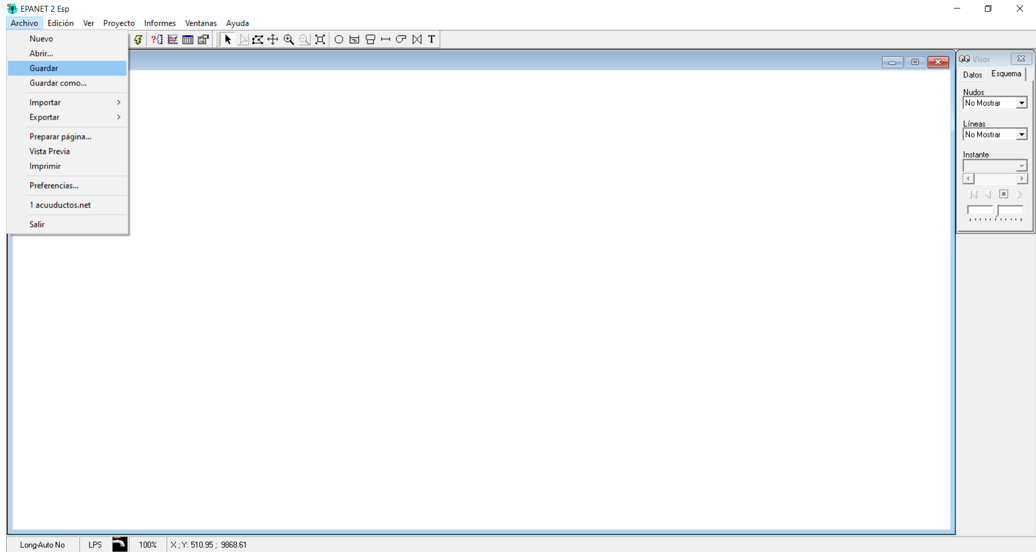 EPANET 2 Esp
Archivo Edición Ver Proyecto Informes Ventanas Ayuda
Nuevo
Abrir...
Guardar
Guardar como...
Importar
Exportar
Preparar página...
Vista Previa
Imprimir
Preferencias...
1 acuuductos.net
Salir
T
Visor
Datos Esquema
Nudos
No Mostrar
Líneas
No Mostrar
Instante
Long-Auto No LPS 100% X ; Y: 510.95 ; 9868.61